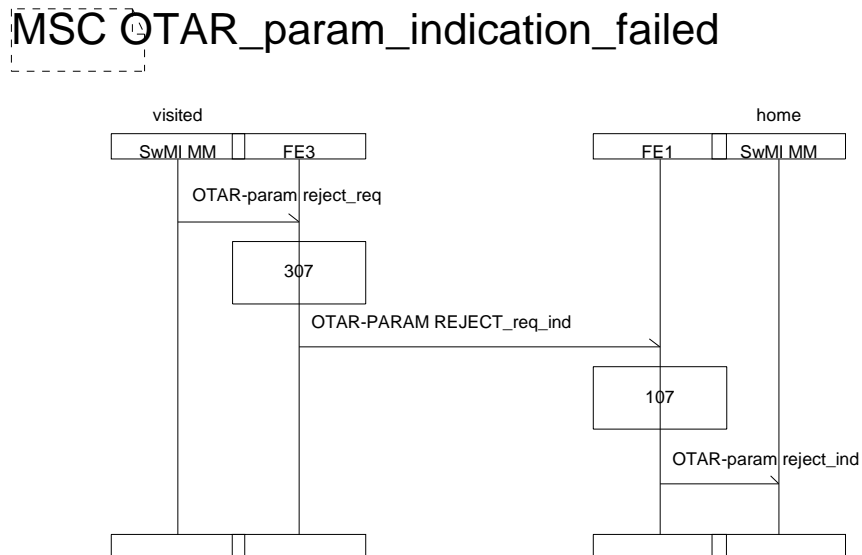 MSC OTAR_param_indication_failed
visited
home
SwMI MM FE3 FE1 SwMI MM
OTAR-param reject_req
307
OTAR-PARAM REJECT_req_ind
107
OTAR-param reject_ind